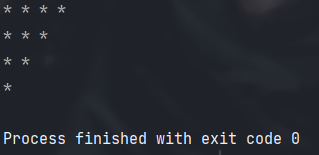 * * * *
* * *
* *
*
Process finished with exit code 0